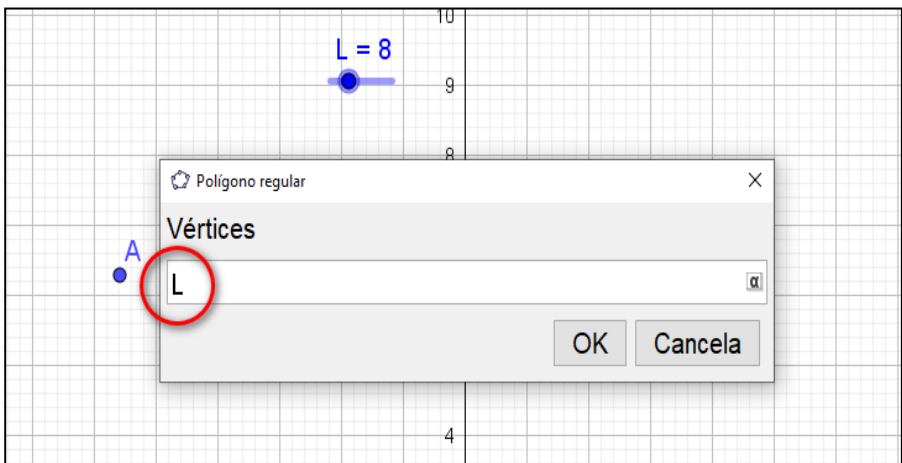 10
L = 8
9
8
Polígono regular
Vértices
A
L
α
OK Cancela
4